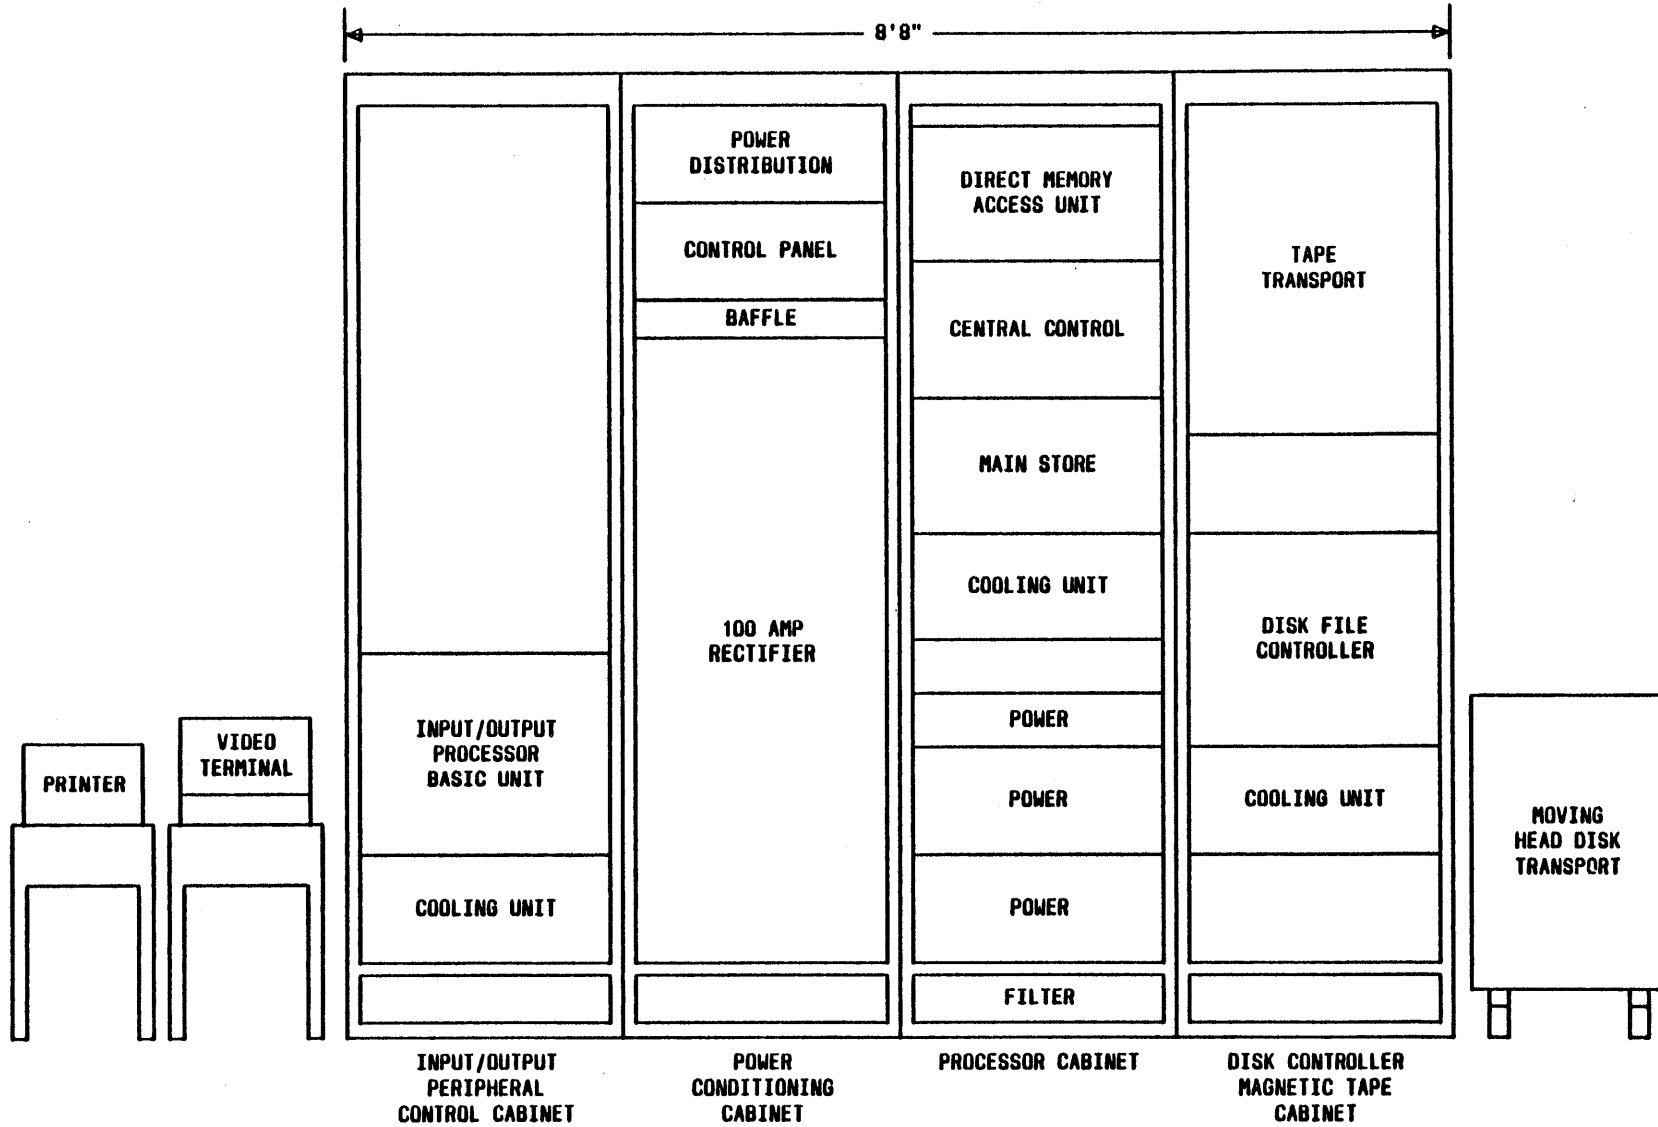 8'8"
PRINTER
VIDEO
TERMINAL
INPUT/OUTPUT
PROCESSOR
BASIC UNIT
COOLING UNIT
INPUT/OUTPUT
PERIPHERAL
CONTROL CABINET
POWER
DISTRIBUTION
CONTROL PANEL
BAFFLE
100 AMP
RECTIFIER
POWER
CONDITIONING
CABINET
DIRECT MEMORY
ACCESS UNIT
CENTRAL CONTROL
MAIN STORE
COOLING UNIT
POWER
POWER
POWER
FILTER
PROCESSOR CABINET
TAPE
TRANSPORT
DISK FILE
CONTROLLER
COOLING UNIT
DISK CONTROLLER
MAGNETIC TAPE
CABINET
MOVING
HEAD DISK
TRANSPORT